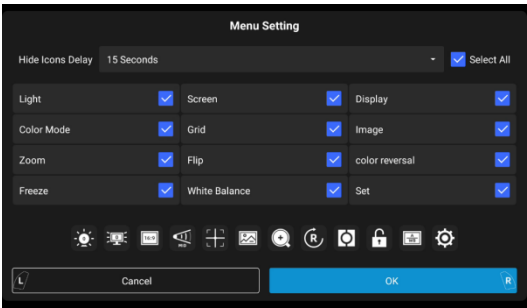 Menu Setting
Hide Icons Delay 15 Seconds Select All
Light Screen Display
Color Mode Grid Image
Zoom Flip color reversal
Freeze White Balance Set
16:9 MID R
L Cancel OK R